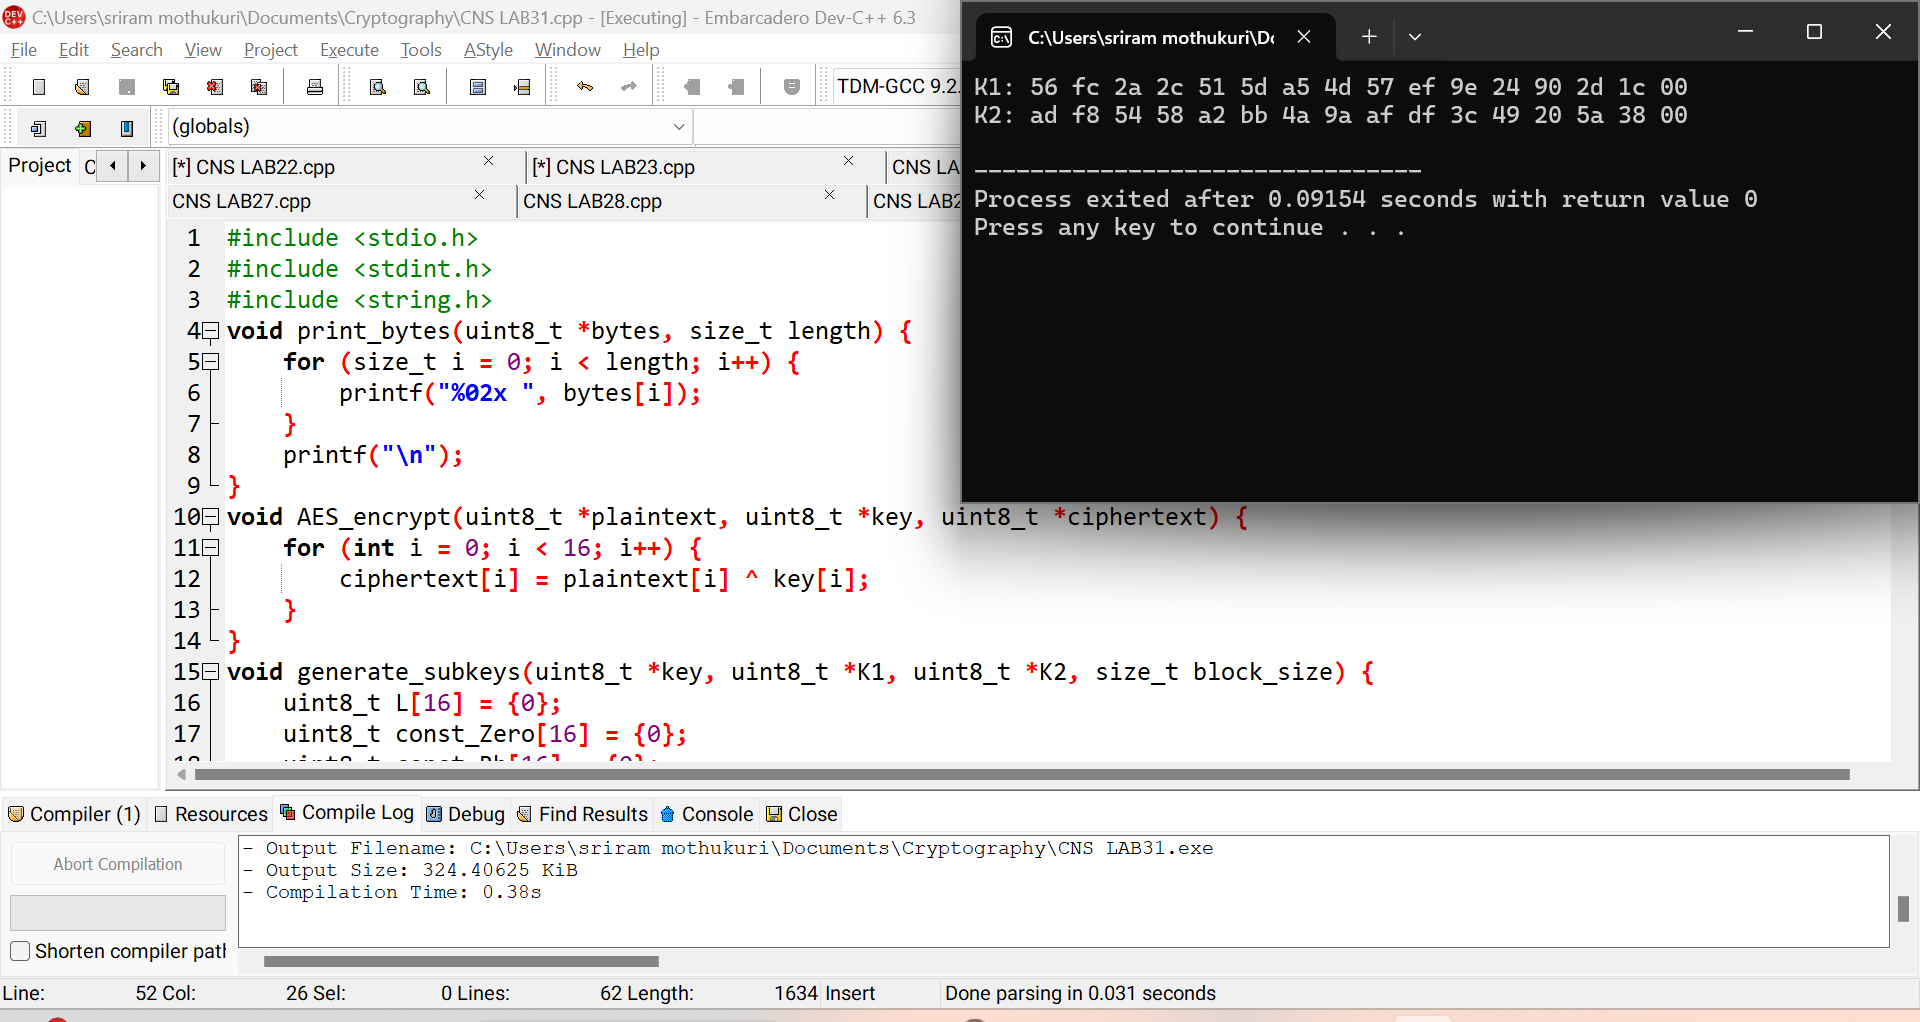 C:\Users\sriram mothukuri\Documents\Cryptography\CNS LAB31.cpp - [Executing] - Embarcadero Dev-C++ 6.3
File Edit Search View Project Execute Tools AStyle Window Help
TDM-GCC 9.2.
(globals)
Project C
[*] CNS LAB22.cpp [*] CNS LAB23.cpp CNS LA
CNS LAB27.cpp CNS LAB28.cpp CNS LAB2
1 #include <stdio.h>
2 #include <stdint.h>
3 #include <string.h>
4 void print_bytes(uint8_t *bytes, size_t length) {
5 for (size_t i = 0; i < length; i++) {
6 printf("%02x ", bytes[i]);
7 }
8 printf("\n");
9 }
10 void AES_encrypt(uint8_t *plaintext, uint8_t *key, uint8_t *ciphertext) {
11 for (int i = 0; i < 16; i++) {
12 ciphertext[i] = plaintext[i] ^ key[i];
13 }
14 }
15 void generate_subkeys(uint8_t *key, uint8_t *K1, uint8_t *K2, size_t block_size) {
16 uint8_t L[16] = {0};
17 uint8_t const_Zero[16] = {0};
C:\Users\sriram mothukuri\Do
K1: 56 fc 2a 2c 51 5d a5 4d 57 ef 9e 24 90 2d 1c 00
K2: ad f8 54 58 a2 bb 4a 9a af df 3c 49 20 5a 38 00
--------------------------------
Process exited after 0.09154 seconds with return value 0
Press any key to continue . . .
Compiler (1) Resources Compile Log Debug Find Results Console Close
Abort Compilation
Shorten compiler path
- Output Filename: C:\Users\sriram mothukuri\Documents\Cryptography\CNS LAB31.exe
- Output Size: 324.40625 KiB
- Compilation Time: 0.38s
Line: 52 Col: 26 Sel: 0 Lines: 62 Length: 1634 Insert Done parsing in 0.031 seconds